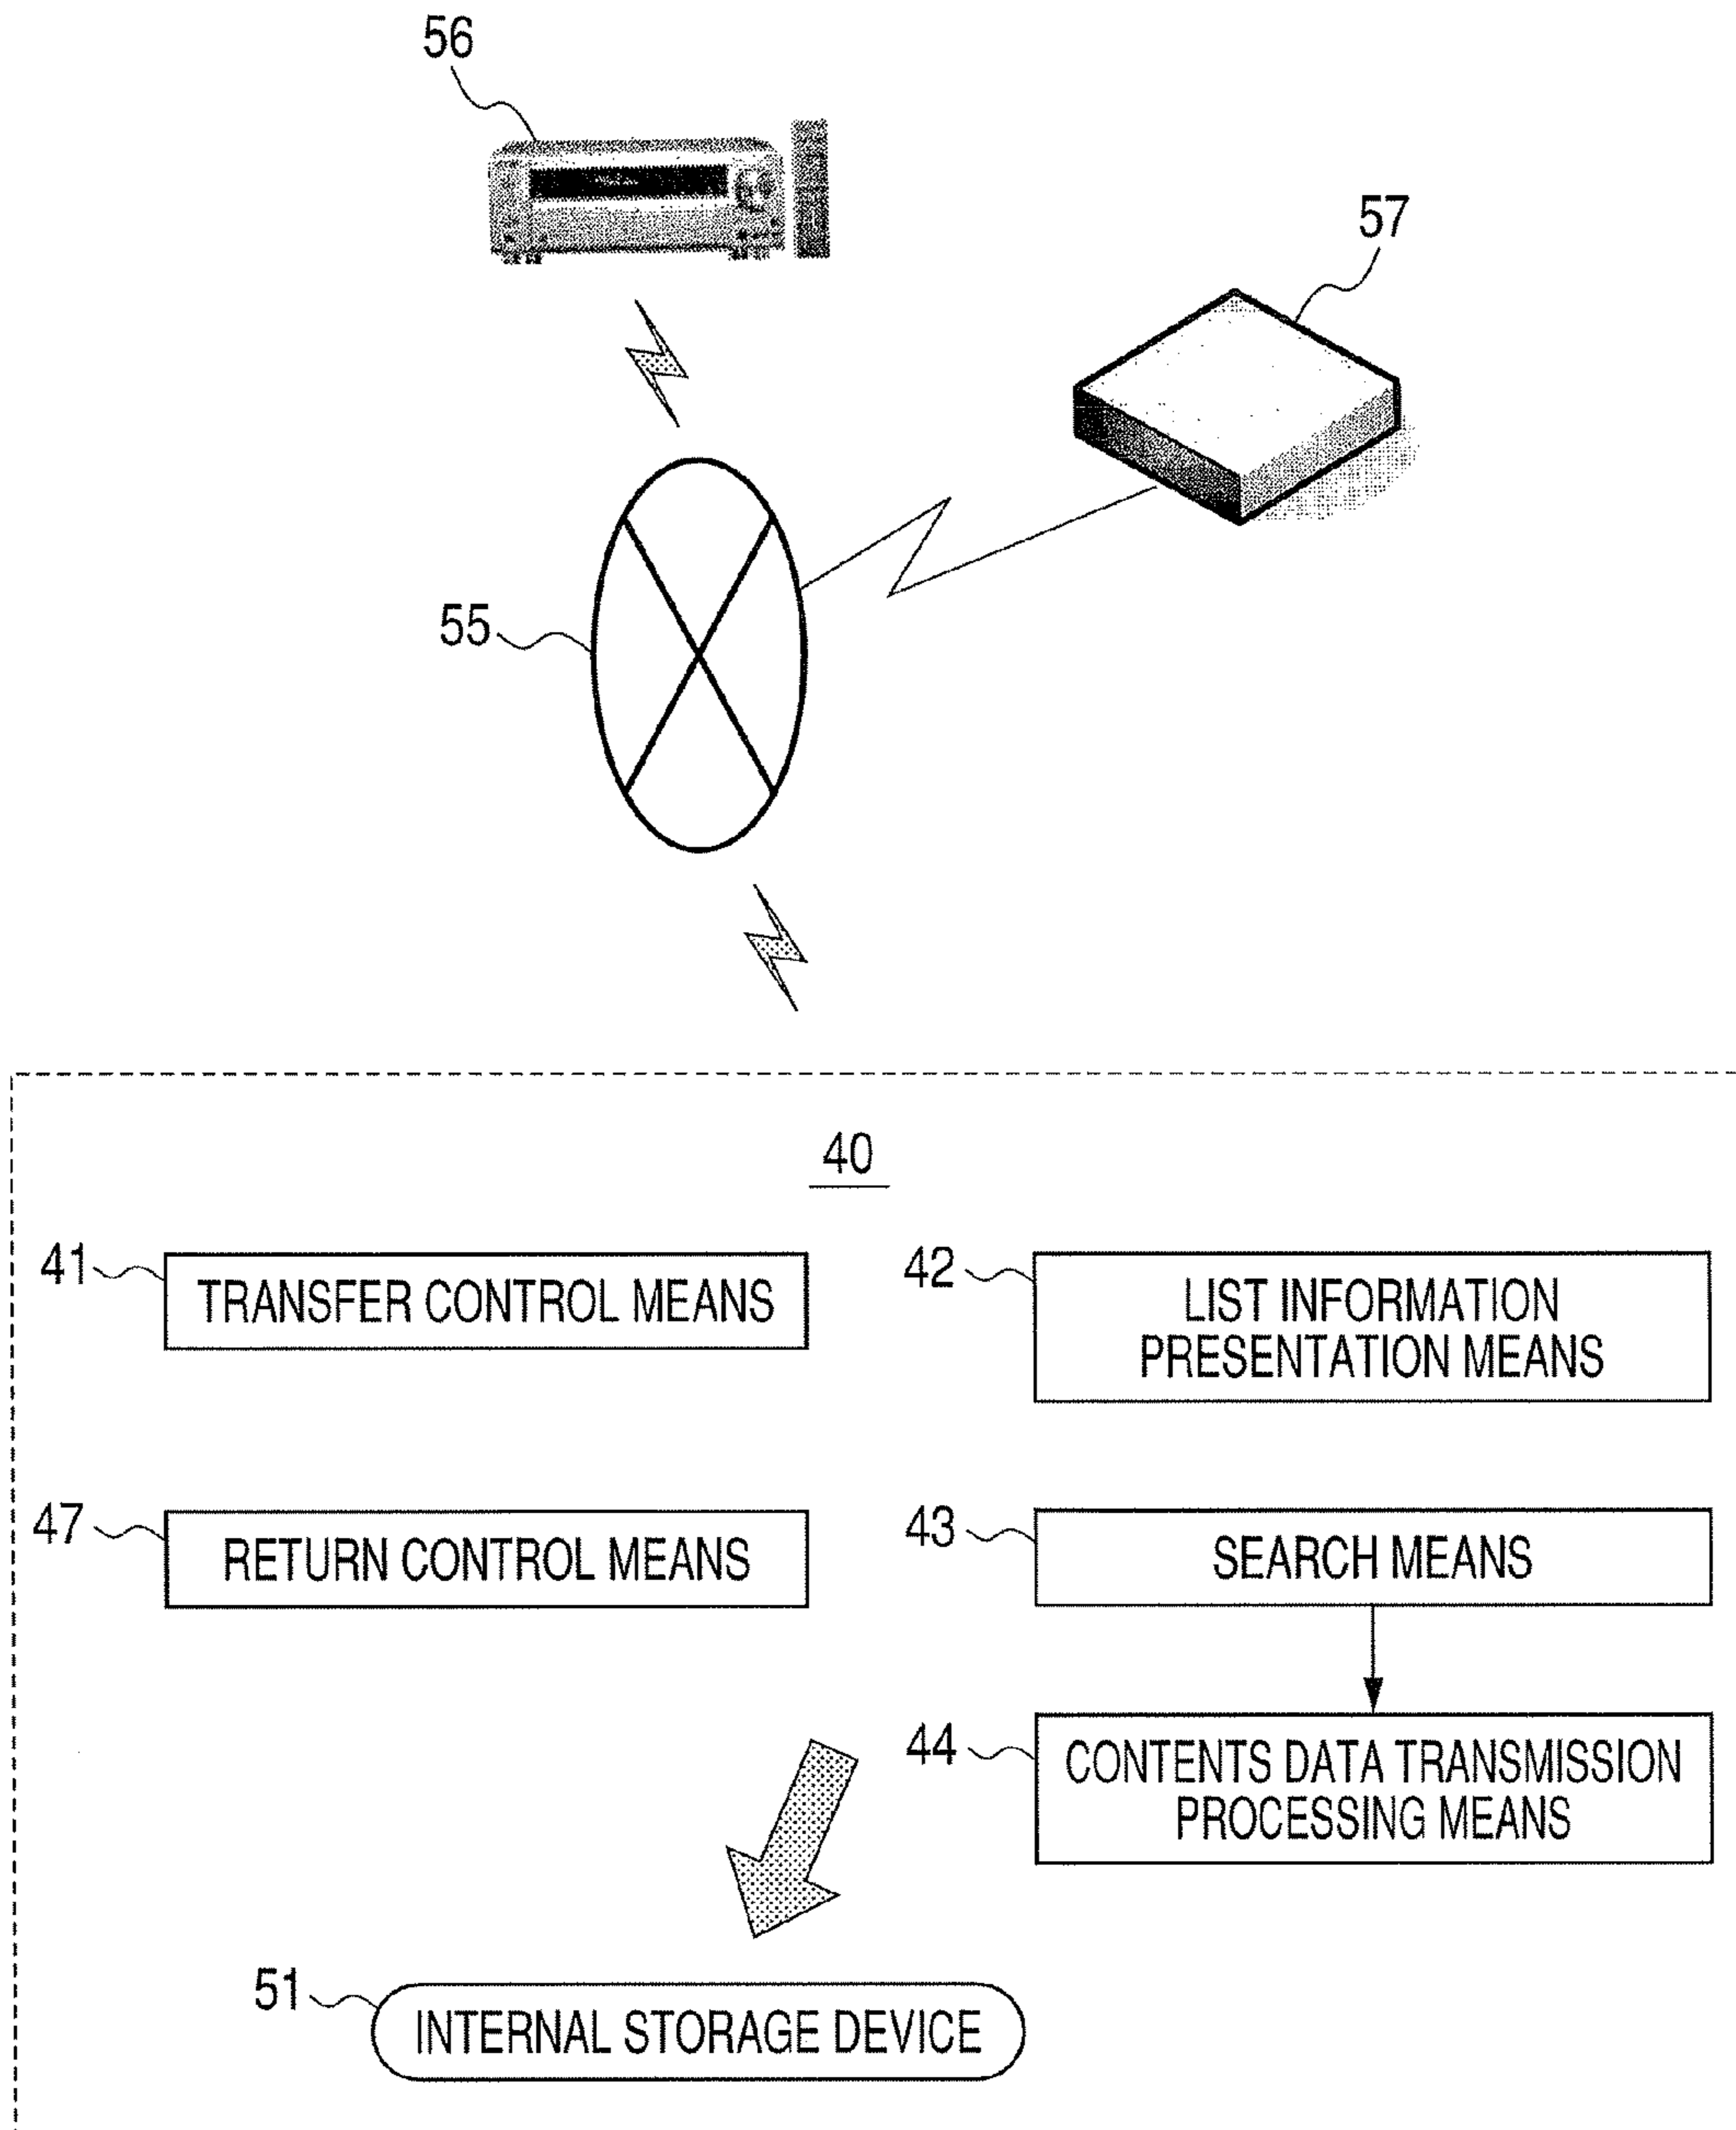 56
57
55
40
41
TRANSFER CONTROL MEANS
42
LIST INFORMATION
PRESENTATION MEANS
47
RETURN CONTROL MEANS
43
SEARCH MEANS
44
CONTENTS DATA TRANSMISSION
PROCESSING MEANS
51
INTERNAL STORAGE DEVICE